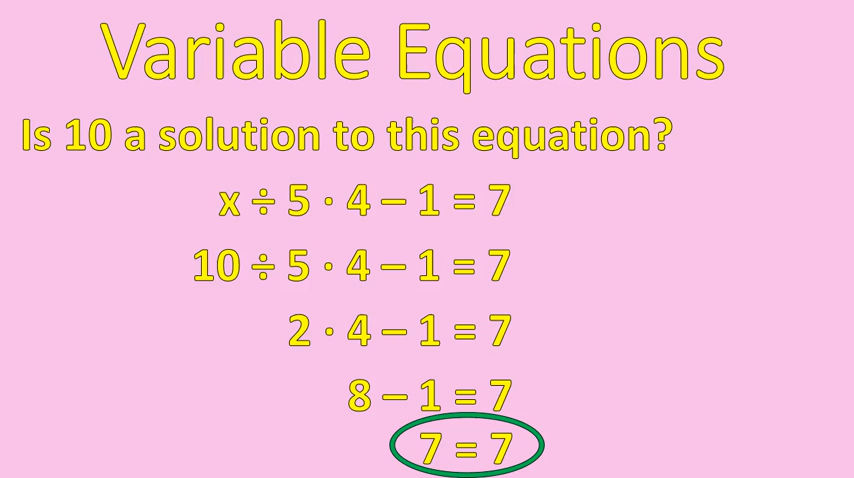 Variable Equations
Is 10 a solution to this equation?
x ÷ 5 · 4 – 1 = 7
10 ÷ 5 · 4 – 1 = 7
2 · 4 – 1 = 7
8 – 1 = 7
7 = 7